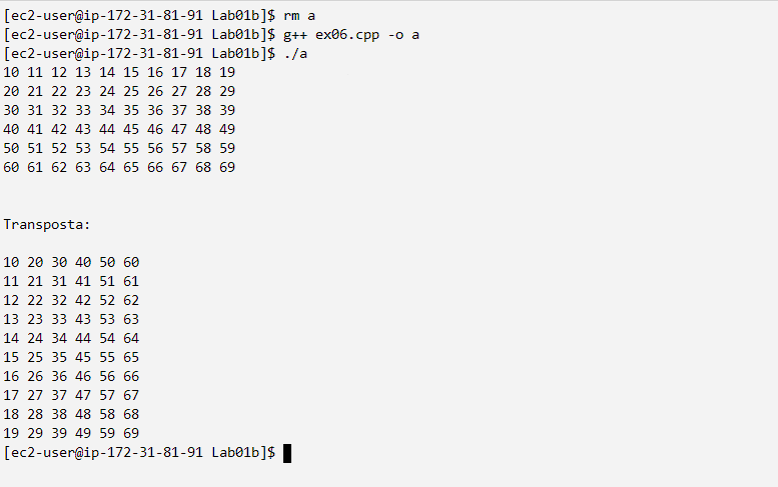 [ec2-user@ip-172-31-81-91 Lab01b]$ rm a
[ec2-user@ip-172-31-81-91 Lab01b]$ g++ ex06.cpp -o a
[ec2-user@ip-172-31-81-91 Lab01b]$ ./a
10 11 12 13 14 15 16 17 18 19
20 21 22 23 24 25 26 27 28 29
30 31 32 33 34 35 36 37 38 39
40 41 42 43 44 45 46 47 48 49
50 51 52 53 54 55 56 57 58 59
60 61 62 63 64 65 66 67 68 69
Transposta:
10 20 30 40 50 60
11 21 31 41 51 61
12 22 32 42 52 62
13 23 33 43 53 63
14 24 34 44 54 64
15 25 35 45 55 65
16 26 36 46 56 66
17 27 37 47 57 67
18 28 38 48 58 68
19 29 39 49 59 69
[ec2-user@ip-172-31-81-91 Lab01b]$